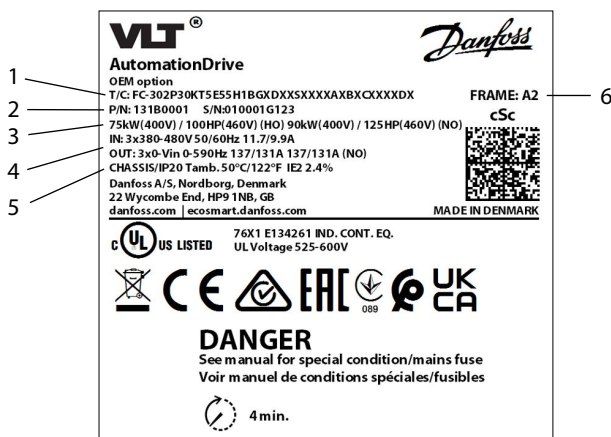 VLT®
Danfoss
AutomationDrive
OEM option
1
T/C: FC-302P30KT5E55H1BGXDXXSXXXXAXBXCXXXXDX
FRAME: A2
6
2
P/N: 131B0001 S/N:010001G123
cSc
3
75kW(400V) / 100HP(460V) (HO) 90kW(400V) / 125HP(460V) (NO)
IN: 3x380-480V 50/60Hz 11.7/9.9A
4
OUT: 3x0-Vin 0-590Hz 137/131A 137/131A (NO)
5
CHASSIS/IP20 Tamb. 50°C/122°F IE2 2.4%
Danfoss A/S, Nordborg, Denmark
22 Wycombe End, HP9 1NB, GB
danfoss.com | ecosmart.danfoss.com
MADE IN DENMARK
c UL US LISTED
76X1 E134261 IND. CONT. EQ.
UL Voltage 525-600V
CE
EAC
089
UK
CA
DANGER
See manual for special condition/mains fuse
Voir manuel de conditions spéciales/fusibles
4 min.